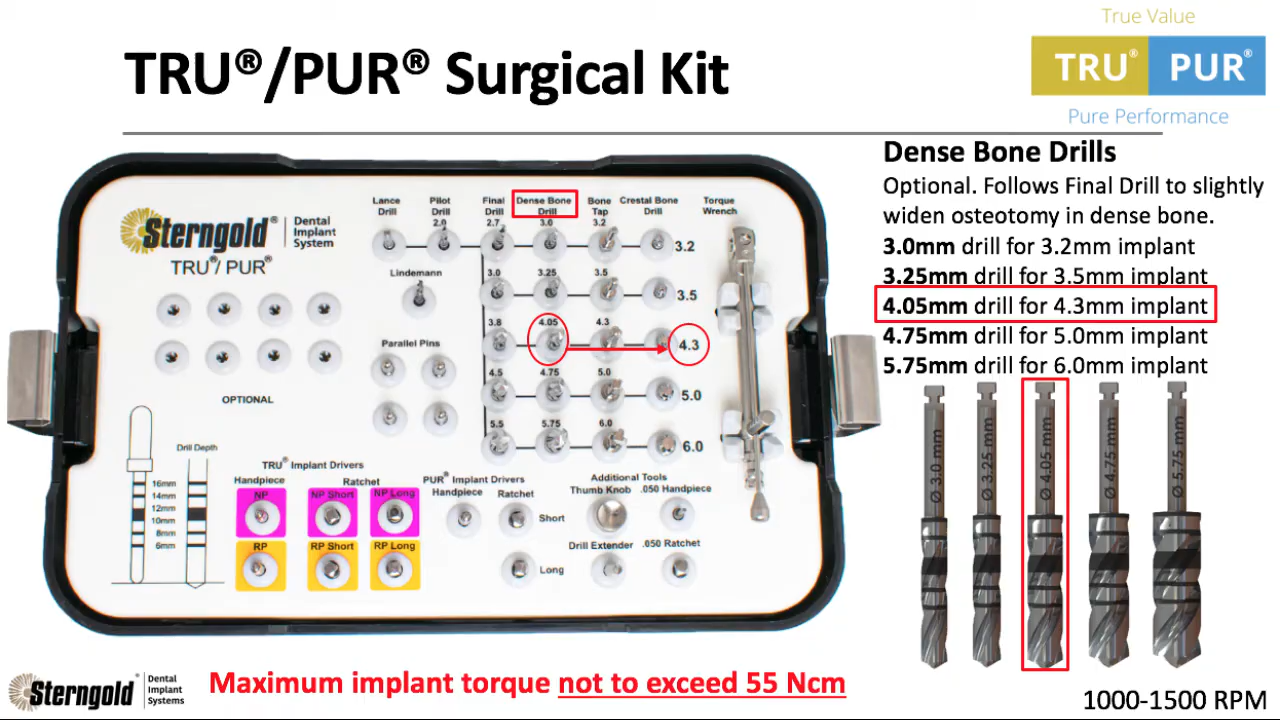 True Value
TRU®/PUR® Surgical Kit
TRU® PUR®
Pure Performance
Dense Bone Drills
Optional. Follows Final Drill to slightly
widen osteotomy in dense bone.
3.0mm drill for 3.2mm implant
3.25mm drill for 3.5mm implant
4.05mm drill for 4.3mm implant
4.75mm drill for 5.0mm implant
5.75mm drill for 6.0mm implant
Sterngold®
Dental
Implant
System
TRU®/ PUR®
Lance
Drill
Pilot
Drill
2.0
Final
Drill
2.7
Dense Bone
Drill
3.0
Bone
Tap
3.2
Crestal Bone
Drill
Torque
Wrench
3.2
Lindemann
3.0 3.25 3.5
3.5
3.8 4.05 4.3
4.3
Parallel Pins
4.5 4.75 5.0
5.0
OPTIONAL
5.5 5.75 6.0
6.0
Drill Depth
16mm
14mm
12mm
10mm
8mm
6mm
TRU® Implant Drivers
Handpiece Ratchet
NP NP Short NP Long
RP RP Short RP Long
PUR® Implant Drivers
Handpiece Ratchet
Short
Long
Additional Tools
Thumb Knob .050 Handpiece
Drill Extender .050 Ratchet
Ø 3.0 mm
Ø 3.25 mm
Ø 4.05 mm
Ø 4.75 mm
Ø 5.75 mm
Sterngold®
Dental
Implant
Systems
Maximum implant torque not to exceed 55 Ncm
1000-1500 RPM